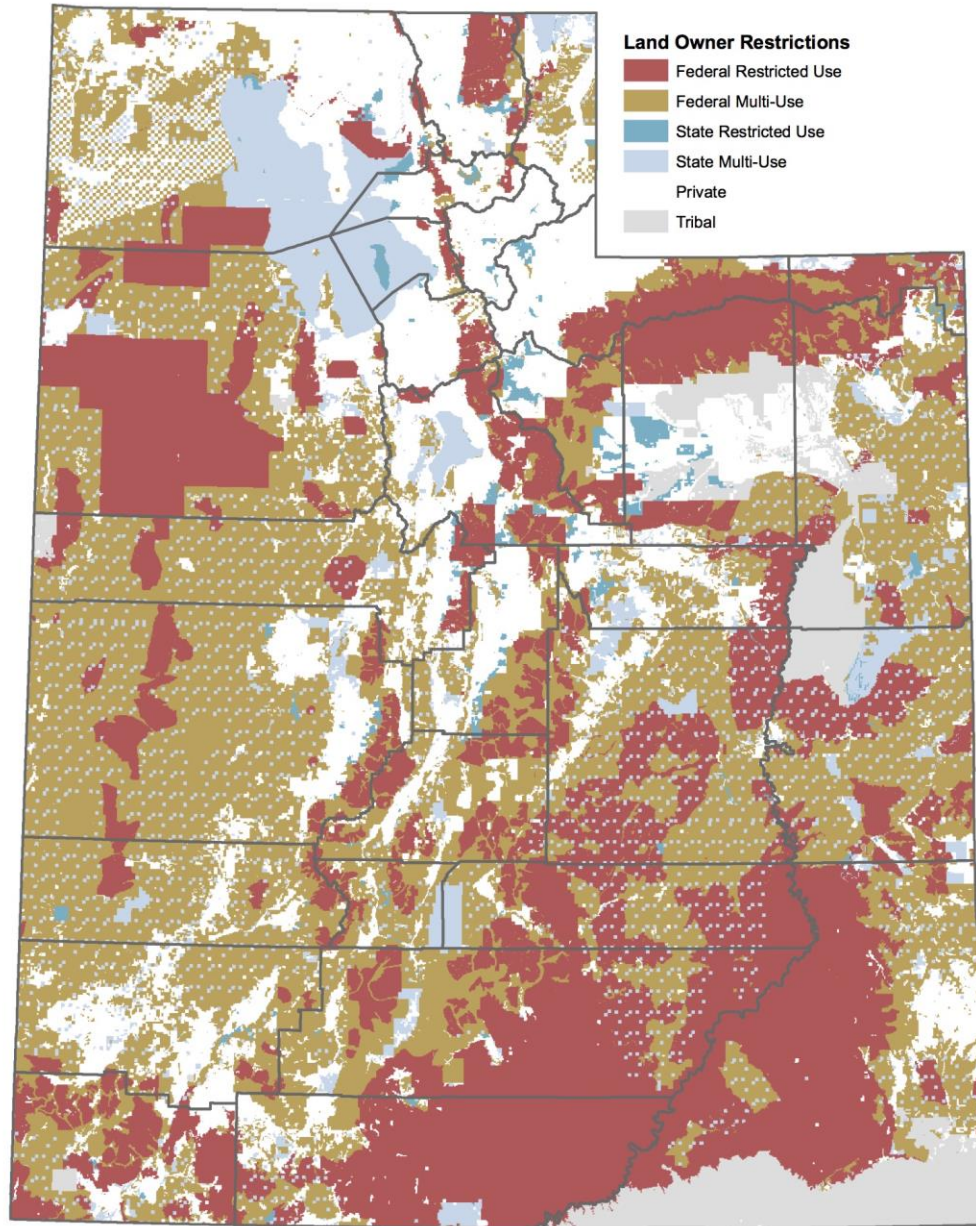 Land Owner Restrictions
Federal Restricted Use
Federal Multi-Use
State Restricted Use
State Multi-Use
Private
Tribal